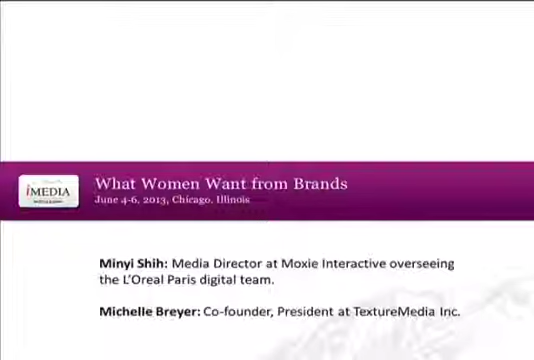 iMEDIA
What Women Want from Brands
June 4-6, 2013, Chicago, Illinois
Minyi Shih: Media Director at Moxie Interactive overseeing
the L'Oreal Paris digital team.
Michelle Breyer: Co-founder, President at TextureMedia Inc.